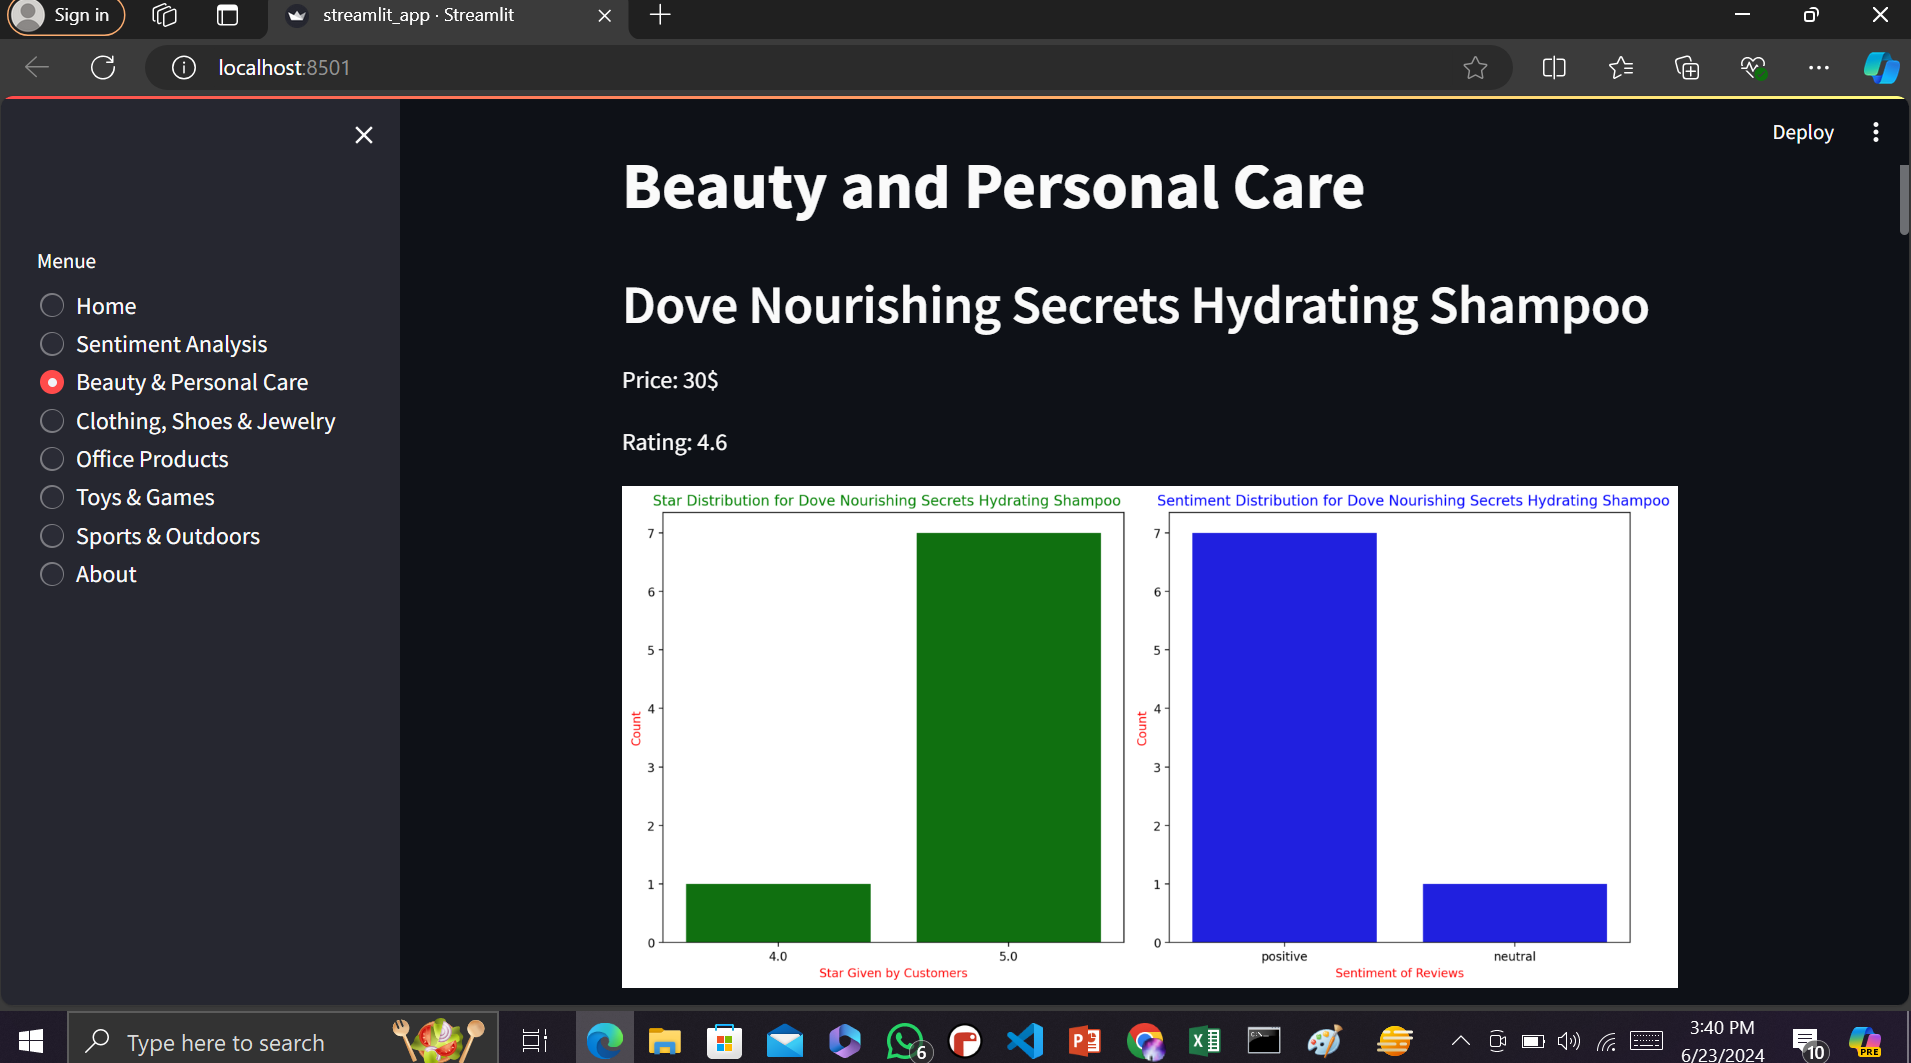 Sign in
streamlit_app · Streamlit
localhost:8501
Deploy
Menue
Home
Sentiment Analysis
Beauty & Personal Care
Clothing, Shoes & Jewelry
Office Products
Toys & Games
Sports & Outdoors
About
Beauty and Personal Care
Dove Nourishing Secrets Hydrating Shampoo
Price: 30$
Rating: 4.6
Star Distribution for Dove Nourishing Secrets Hydrating Shampoo
7
6
5
4
3
2
1
0
Count
4.0 5.0
Star Given by Customers
Sentiment Distribution for Dove Nourishing Secrets Hydrating Shampoo
7
6
5
4
3
2
1
0
Count
positive neutral
Sentiment of Reviews
Type here to search
6
3:40 PM
6/23/2024
10
PRE